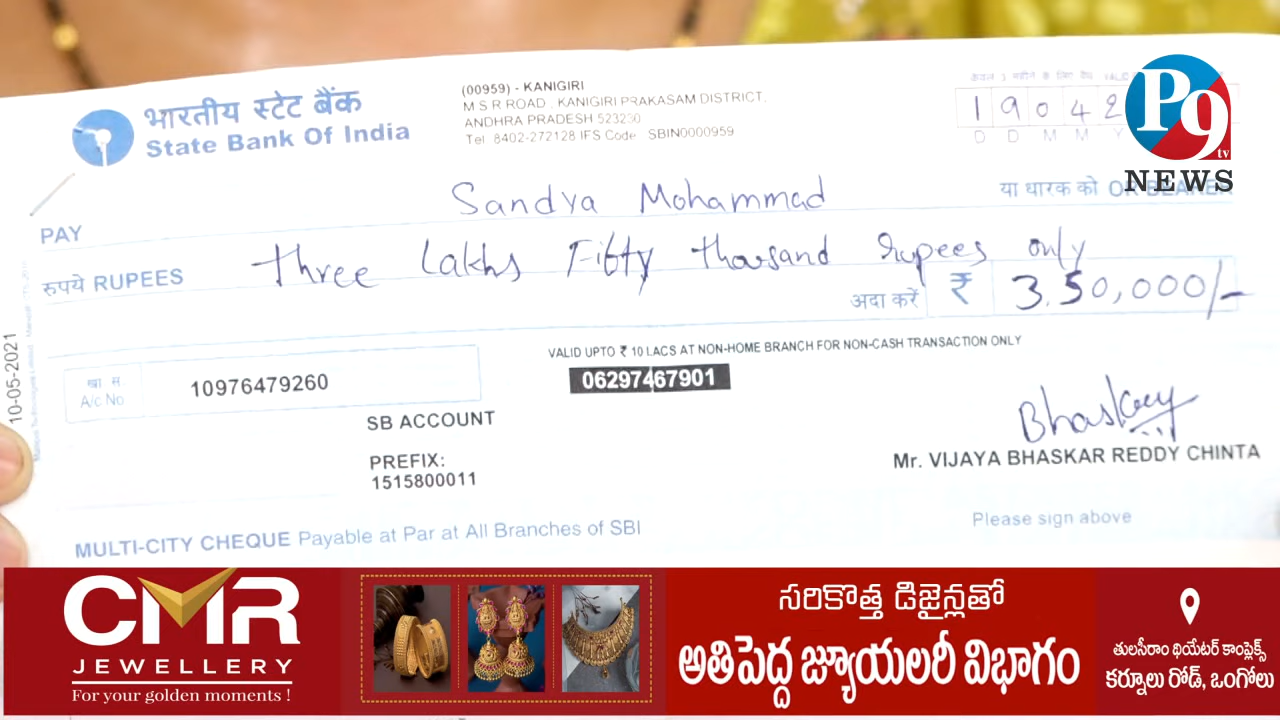 भारतीय स्टेट बैंक
State Bank Of India
(00959) - KANIGIRI
M S R ROAD , KANIGIRI PRAKASAM DISTRICT,
ANDHRA PRADESH 523230
Tel 8402-272128 IFS Code SBIN0000959
1 9 0 4 2
D D M M Y
P9 tv
NEWS
Sandya Mohammad
या धारक को OR BEARER
PAY
रुपये RUPEES
three lakhs Fifty thousand rupees only
अदा करें ₹ 3,50,000/-
10-05-2021
VALID UPTO ₹ 10 LACS AT NON-HOME BRANCH FOR NON-CASH TRANSACTION ONLY
A/c No
10976479260
06297467901
SB ACCOUNT
PREFIX:
1515800011
Mr. VIJAYA BHASKAR REDDY CHINTA
Please sign above
MULTI-CITY CHEQUE Payable at Par at All Branches of SBI
CMR
JEWELLERY
For your golden moments !
సరికొత్త డిజైన్లతో
అతిపెద్ద జ్యూయలరీ విభాగం
తులసీరాం థియేటర్ కాంప్లెక్స్
కర్నూలు రోడ్, ఒంగోలు